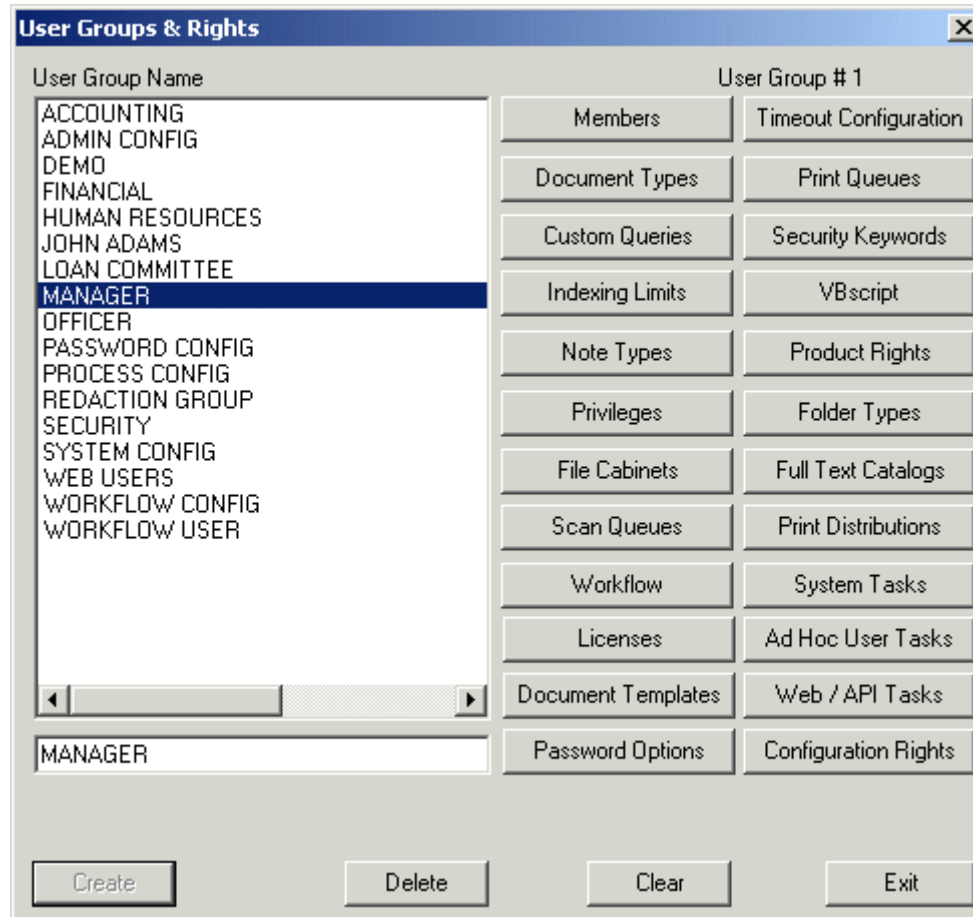 User Groups & Rights
User Group Name
User Group # 1
ACCOUNTING
ADMIN CONFIG
DEMO
FINANCIAL
HUMAN RESOURCES
JOHN ADAMS
LOAN COMMITTEE
MANAGER
OFFICER
PASSWORD CONFIG
PROCESS CONFIG
REDACTION GROUP
SECURITY
SYSTEM CONFIG
WEB USERS
WORKFLOW CONFIG
WORKFLOW USER
MANAGER
Members
Timeout Configuration
Document Types
Print Queues
Custom Queries
Security Keywords
Indexing Limits
VBscript
Note Types
Product Rights
Privileges
Folder Types
File Cabinets
Full Text Catalogs
Scan Queues
Print Distributions
Workflow
System Tasks
Licenses
Ad Hoc User Tasks
Document Templates
Web / API Tasks
Password Options
Configuration Rights
Create
Delete
Clear
Exit